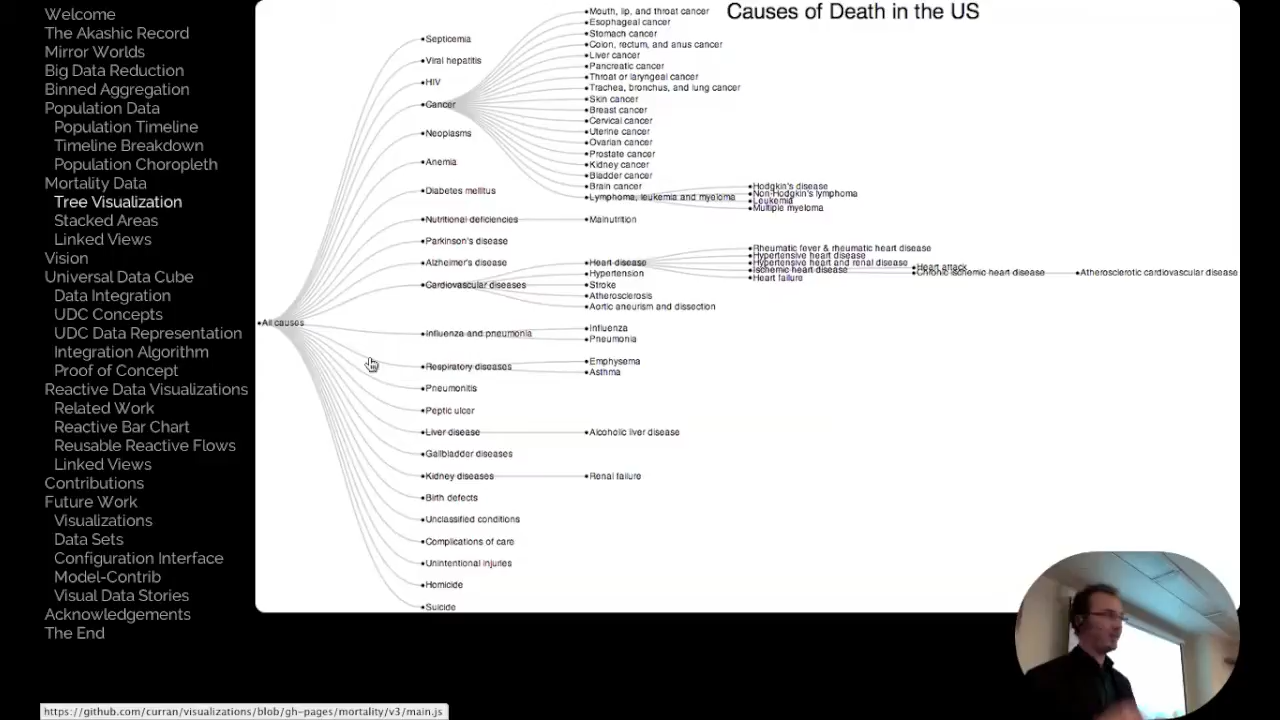 Welcome
The Akashic Record
Mirror Worlds
Big Data Reduction
Binned Aggregation
Population Data
Population Timeline
Timeline Breakdown
Population Choropleth
Mortality Data
Tree Visualization
Stacked Areas
Linked Views
Vision
Universal Data Cube
Data Integration
UDC Concepts
UDC Data Representation
Integration Algorithm
Proof of Concept
Reactive Data Visualizations
Related Work
Reactive Bar Chart
Reusable Reactive Flows
Linked Views
Contributions
Future Work
Visualizations
Data Sets
Configuration Interface
Model-Contrib
Visual Data Stories
Acknowledgements
The End
Causes of Death in the US
All causes
Septicemia
Viral hepatitis
HIV
Cancer
Neoplasms
Anemia
Diabetes mellitus
Nutritional deficiencies
Parkinson's disease
Alzheimer's disease
Cardiovascular diseases
Influenza and pneumonia
Respiratory diseases
Pneumonitis
Peptic ulcer
Liver disease
Gallbladder diseases
Kidney diseases
Birth defects
Unclassified conditions
Complications of care
Unintentional injuries
Homicide
Suicide
Mouth, lip, and throat cancer
Esophageal cancer
Stomach cancer
Colon, rectum, and anus cancer
Liver cancer
Pancreatic cancer
Throat or laryngeal cancer
Trachea, bronchus, and lung cancer
Skin cancer
Breast cancer
Cervical cancer
Uterine cancer
Ovarian cancer
Prostate cancer
Kidney cancer
Bladder cancer
Brain cancer
Lymphoma, leukemia and myeloma
Malnutrition
Heart disease
Hypertension
Stroke
Atherosclerosis
Aortic aneurism and dissection
Influenza
Pneumonia
Emphysema
Asthma
Alcoholic liver disease
Renal failure
Hodgkin's disease
Non-Hodgkin's lymphoma
Leukemia
Multiple myeloma
Rheumatic fever & rheumatic heart disease
Hypertensive heart disease
Hypertensive heart and renal disease
Ischemic heart disease
Heart failure
Heart attack
Chronic ischemic heart disease
Atherosclerotic cardiovascular disease
https://github.com/curran/visualizations/blob/gh-pages/mortality/v3/main.js